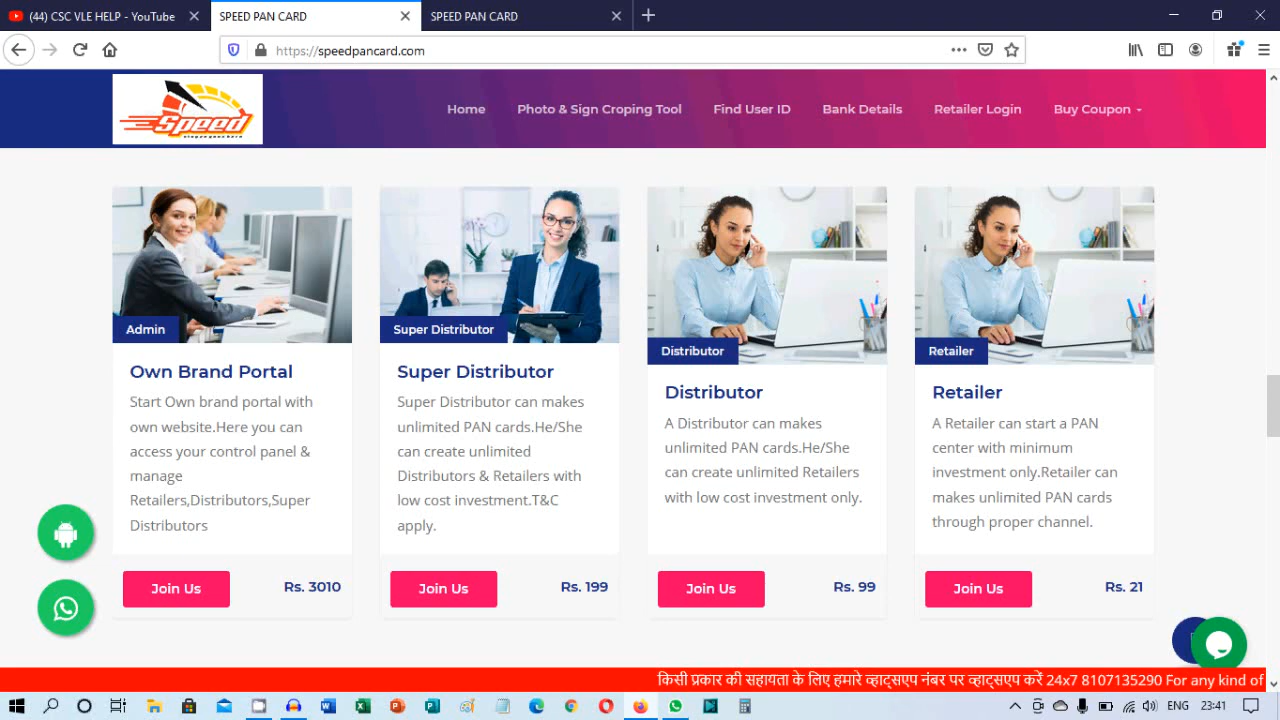 (44) CSC VLE HELP - YouTube
SPEED PAN CARD
SPEED PAN CARD
https://speedpancard.com
Speed
Home
Photo & Sign Croping Tool
Find User ID
Bank Details
Retailer Login
Buy Coupon
Admin
Own Brand Portal
Start Own brand portal with
own website.Here you can
access your control panel &
manage
Retailers,Distributors,Super
Distributors
Join Us
Rs. 3010
Super Distributor
Super Distributor
Super Distributor can makes
unlimited PAN cards.He/She
can create unlimited
Distributors & Retailers with
low cost investment.T&C
apply.
Join Us
Rs. 199
Distributor
Distributor
A Distributor can makes
unlimited PAN cards.He/She
can create unlimited Retailers
with low cost investment only.
Join Us
Rs. 99
Retailer
Retailer
A Retailer can start a PAN
center with minimum
investment only.Retailer can
makes unlimited PAN cards
through proper channel.
Join Us
Rs. 21
किसी प्रकार की सहायता के लिए हमारे व्हाट्सएप नंबर पर व्हाट्सएप करें 24x7 8107135290 For any kind of
ENG
23:41